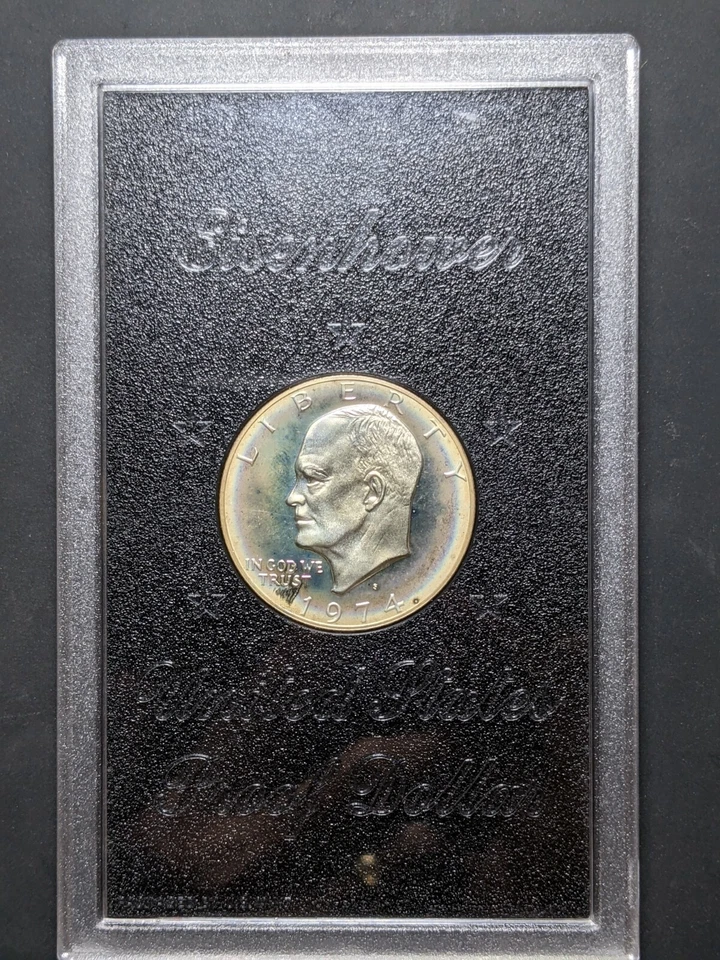 Eisenhower
LIBERTY
IN GOD WE
TRUST
S
1974
United States
Proof Dollar